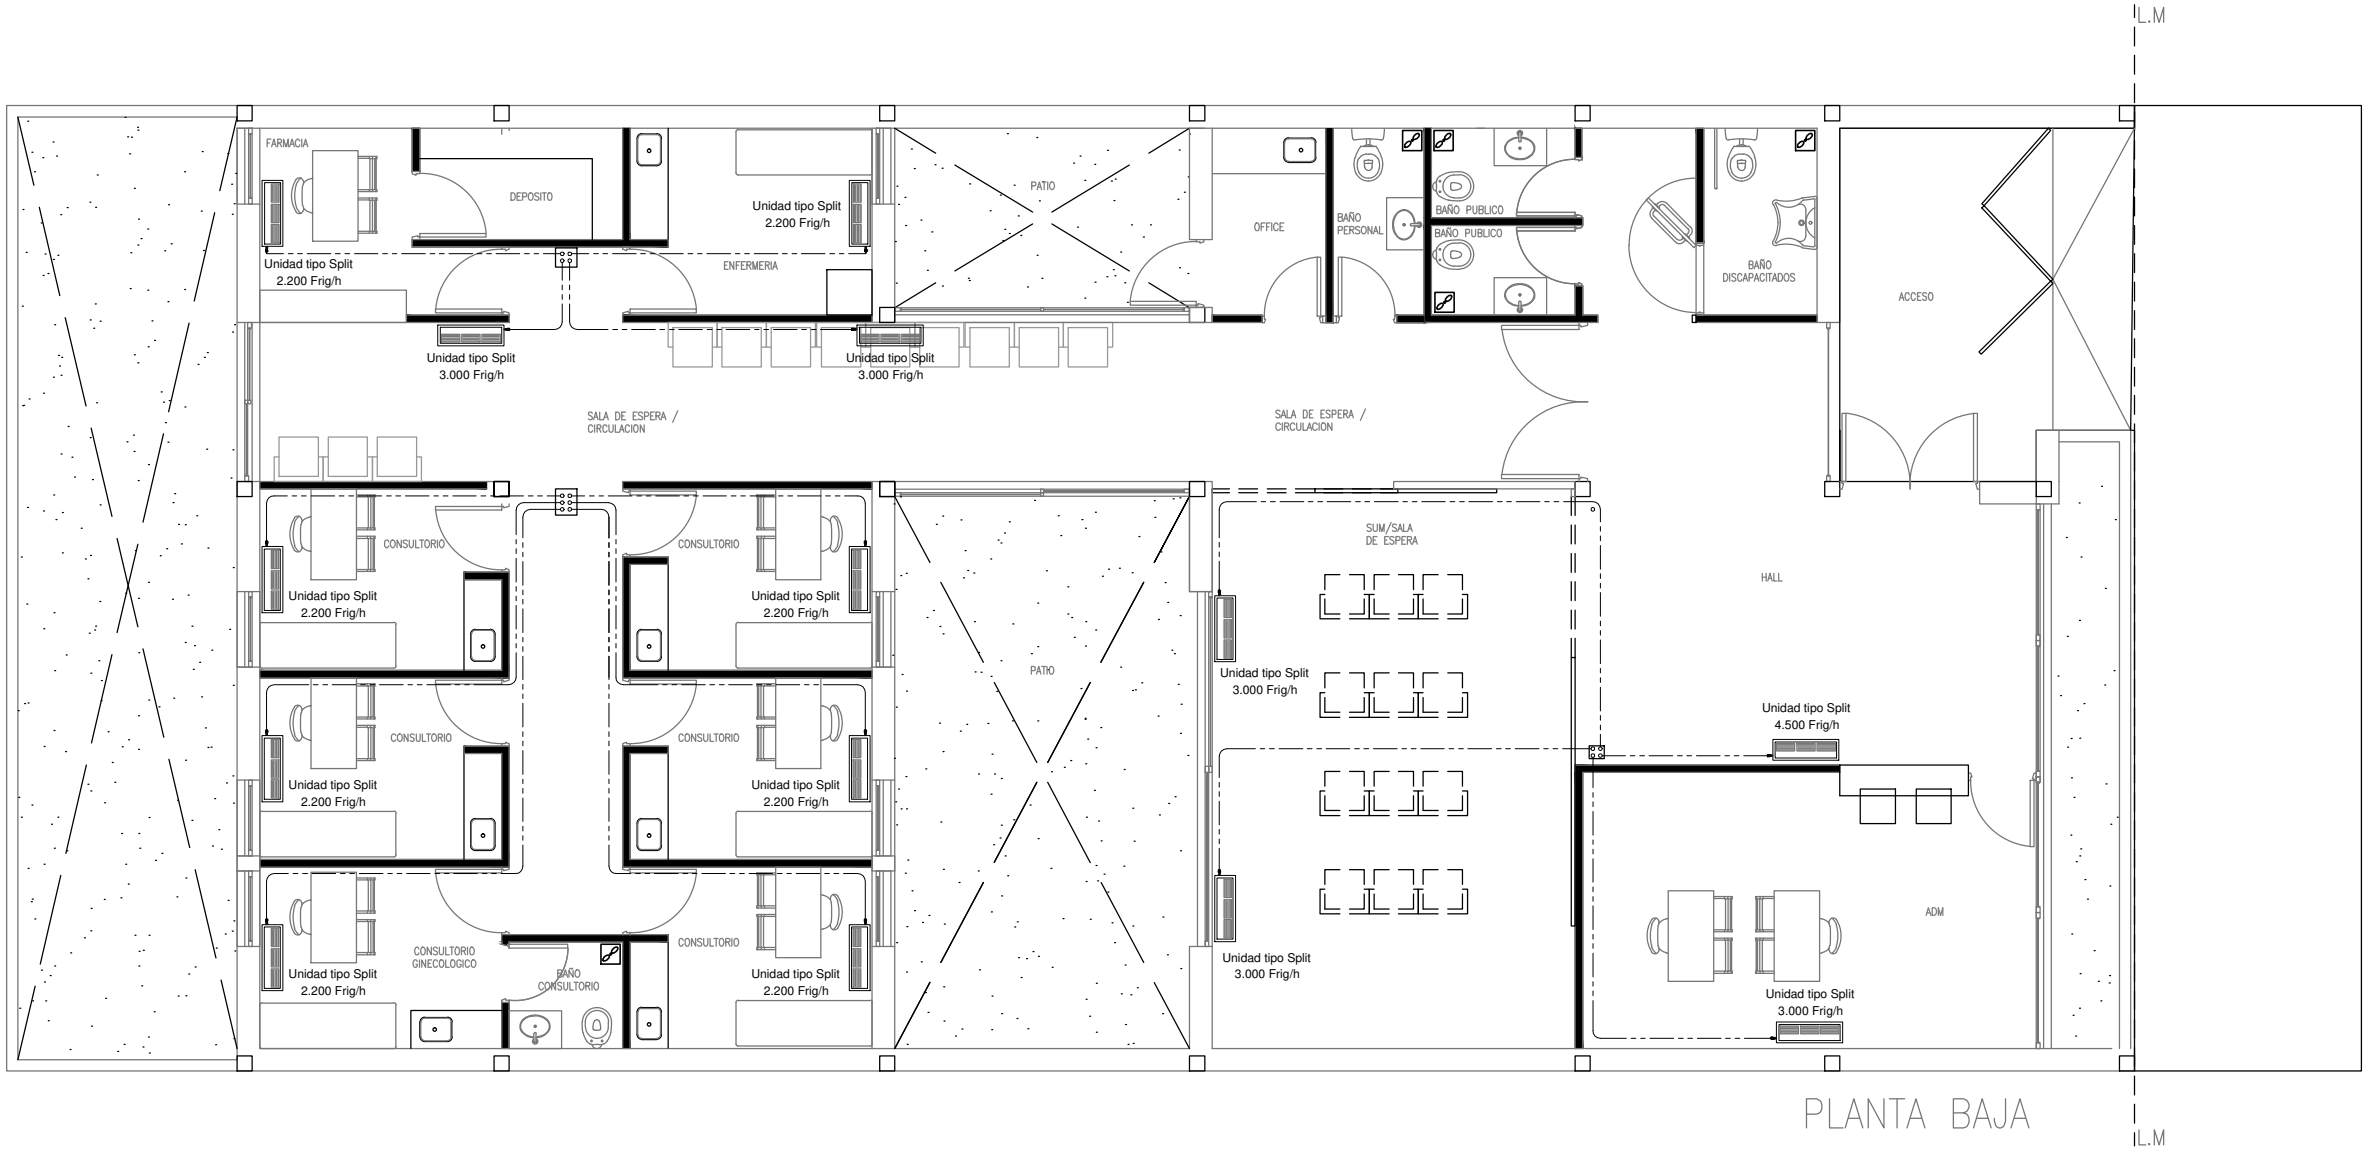 L.M
FARMACIA
DEPOSITO
Unidad tipo Split
2.200 Frig/h
Unidad tipo Split
2.200 Frig/h
ENFERMERIA
PATIO
OFFICE
BAÑO
PERSONAL
BAÑO PUBLICO
BAÑO PUBLICO
BAÑO
DISCAPACITADOS
ACCESO
Unidad tipo Split
3.000 Frig/h
Unidad tipo Split
3.000 Frig/h
SALA DE ESPERA /
CIRCULACION
SALA DE ESPERA /
CIRCULACION
CONSULTORIO
CONSULTORIO
Unidad tipo Split
2.200 Frig/h
Unidad tipo Split
2.200 Frig/h
SUM/SALA
DE ESPERA
HALL
PATIO
Unidad tipo Split
3.000 Frig/h
Unidad tipo Split
4.500 Frig/h
CONSULTORIO
CONSULTORIO
Unidad tipo Split
2.200 Frig/h
Unidad tipo Split
2.200 Frig/h
CONSULTORIO
GINECOLOGICO
CONSULTORIO
BAÑO
CONSULTORIO
Unidad tipo Split
2.200 Frig/h
Unidad tipo Split
2.200 Frig/h
Unidad tipo Split
3.000 Frig/h
ADM
Unidad tipo Split
3.000 Frig/h
PLANTA BAJA
L.M